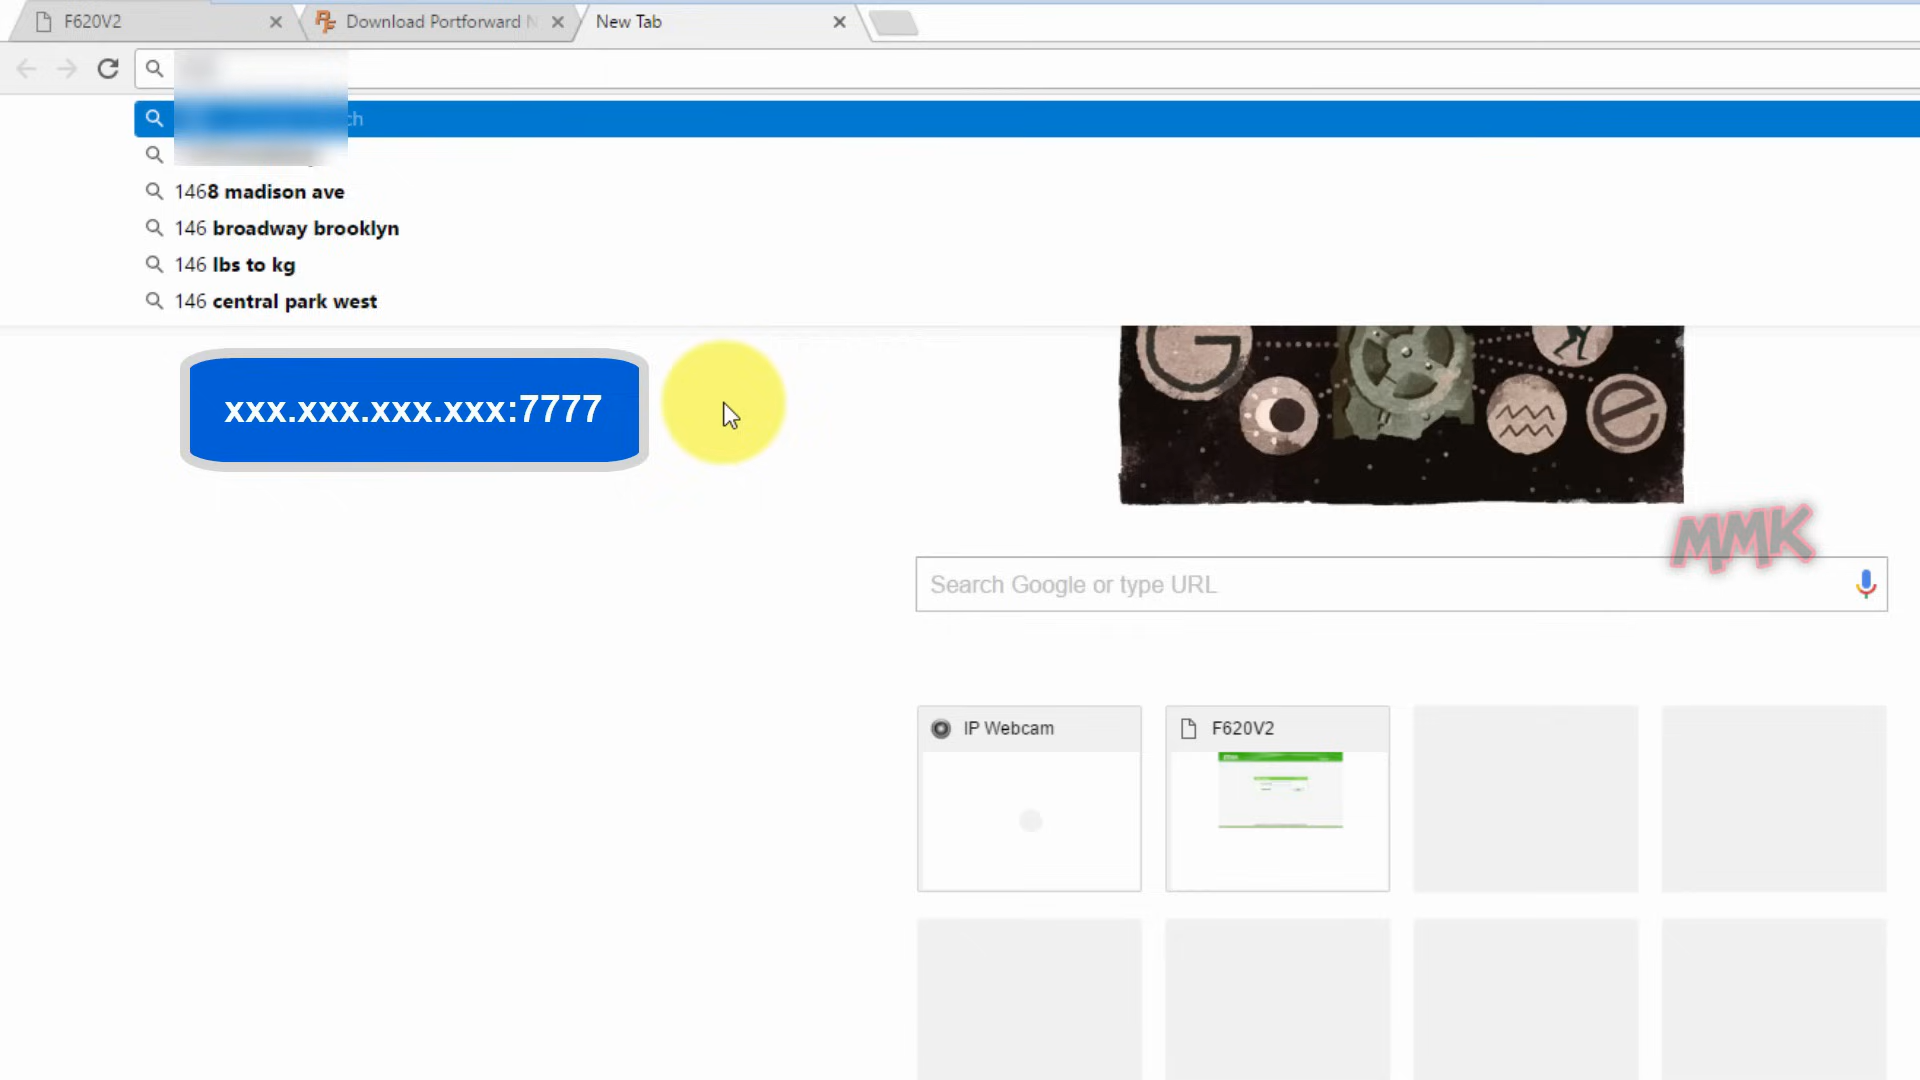 F620V2
Download Portforward N
New Tab
1468 madison ave
146 broadway brooklyn
146 lbs to kg
146 central park west
xxx.xxx.xxx.xxx:7777
MMK
Search Google or type URL
IP Webcam
F620V2